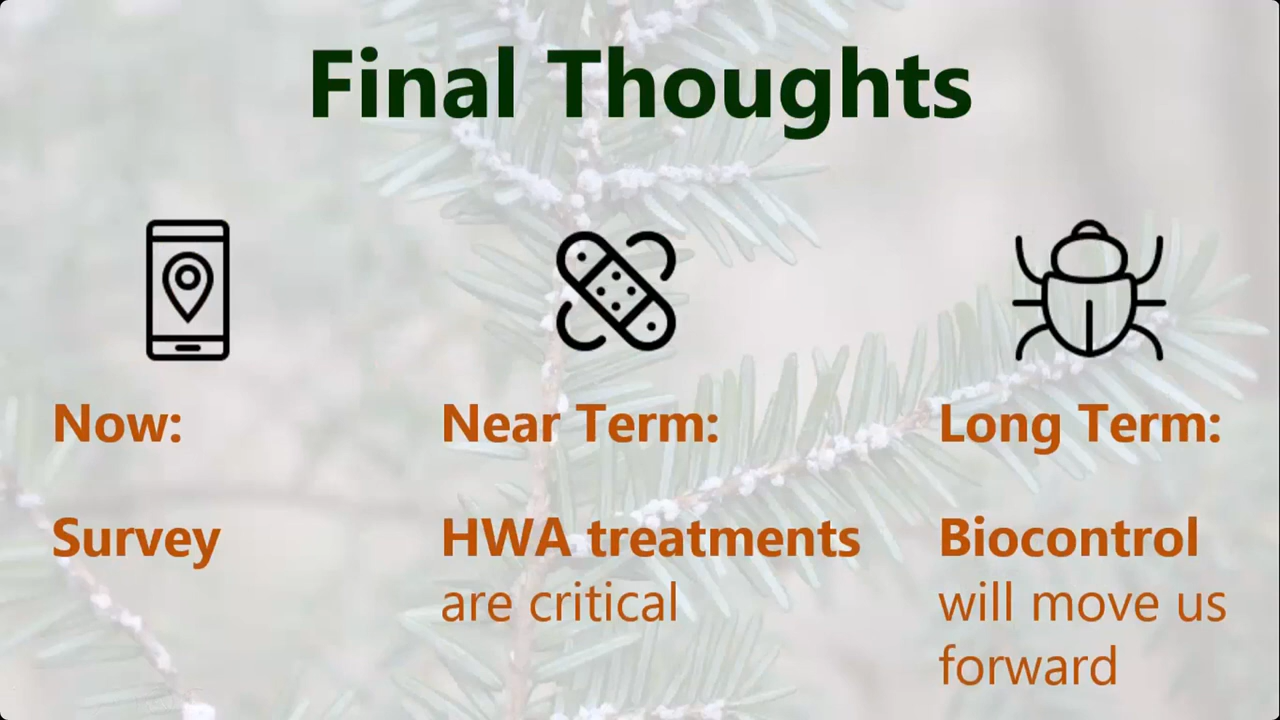 Final Thoughts
Now:
Survey
Near Term:
HWA treatments
are critical
Long Term:
Biocontrol
will move us
forward